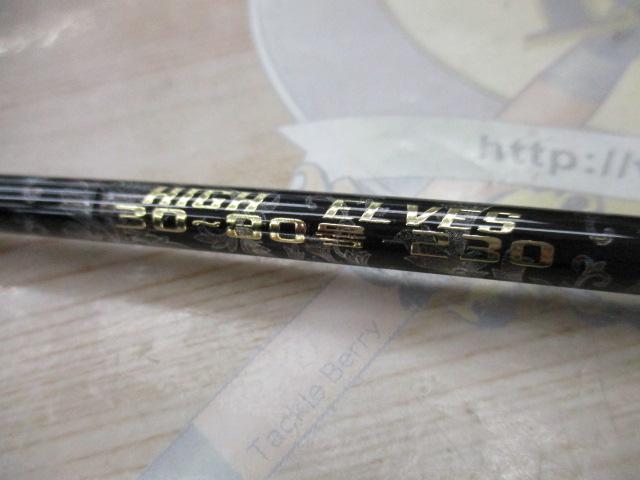 HIGH ELVES
30~80号-230
http://
Tackle Berry